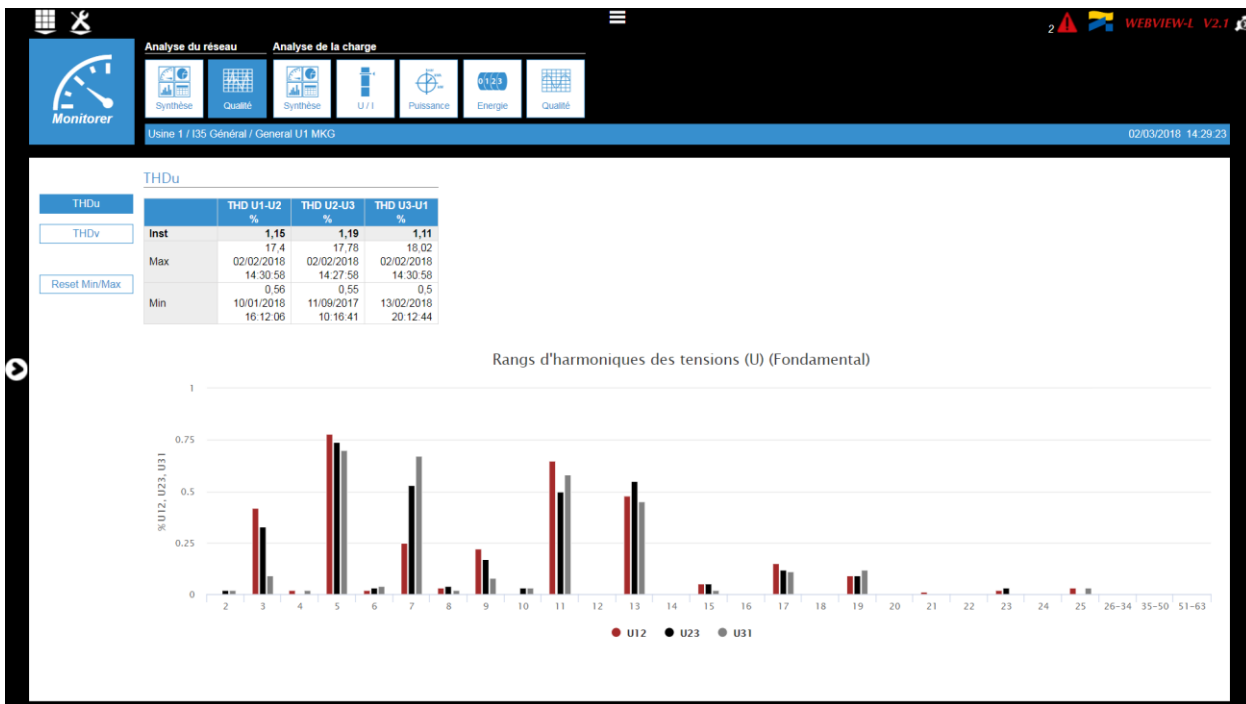 2 WEBVIEW-L V2.1
Analyse du réseau Analyse de la charge
Synthèse Qualité Synthèse U / I Puissance Energie Qualité
Monitorer
Usine 1 / I35 Général / General U1 MKG 02/03/2018 14:29:23
THDu
THDu
THDv
Reset Min/Max
THD U1-U2 THD U2-U3 THD U3-U1
% % %
Inst 1,15 1,19 1,11
17,4 17,78 18,02
Max 02/02/2018 02/02/2018 02/02/2018
14:30:58 14:27:58 14:30:58
0,56 0,55 0,5
Min 10/01/2018 11/09/2017 13/02/2018
16:12:06 10:16:41 20:12:44
Rangs d'harmoniques des tensions (U) (Fondamental)
% U12, U23, U31
1
0.75
0.5
0.25
0
2 3 4 5 6 7 8 9 10 11 12 13 14 15 16 17 18 19 20 21 22 23 24 25 26-34 35-50 51-63
U12 U23 U31